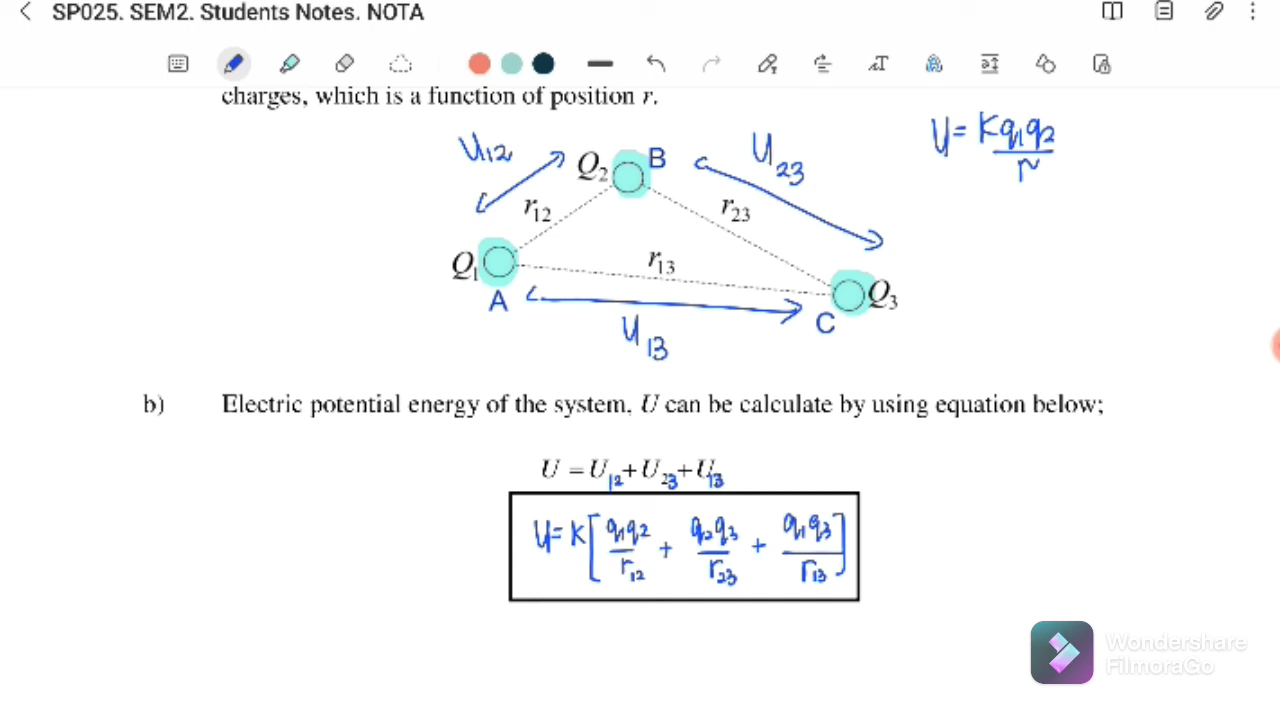 SP025. SEM2. Students Notes. NOTA
charges, which is a function of position r.
U = Kq1q2 / r
U12
Q2 B
U23
r12
r23
Q1
r13
A
Q3
C
U13
b) Electric potential energy of the system, U can be calculate by using equation below;
U = U12 + U23 + U13
U = K [ q1q2 / r12 + q2q3 / r23 + q1q3 / r13 ]
Wondershare
FilmoraGo